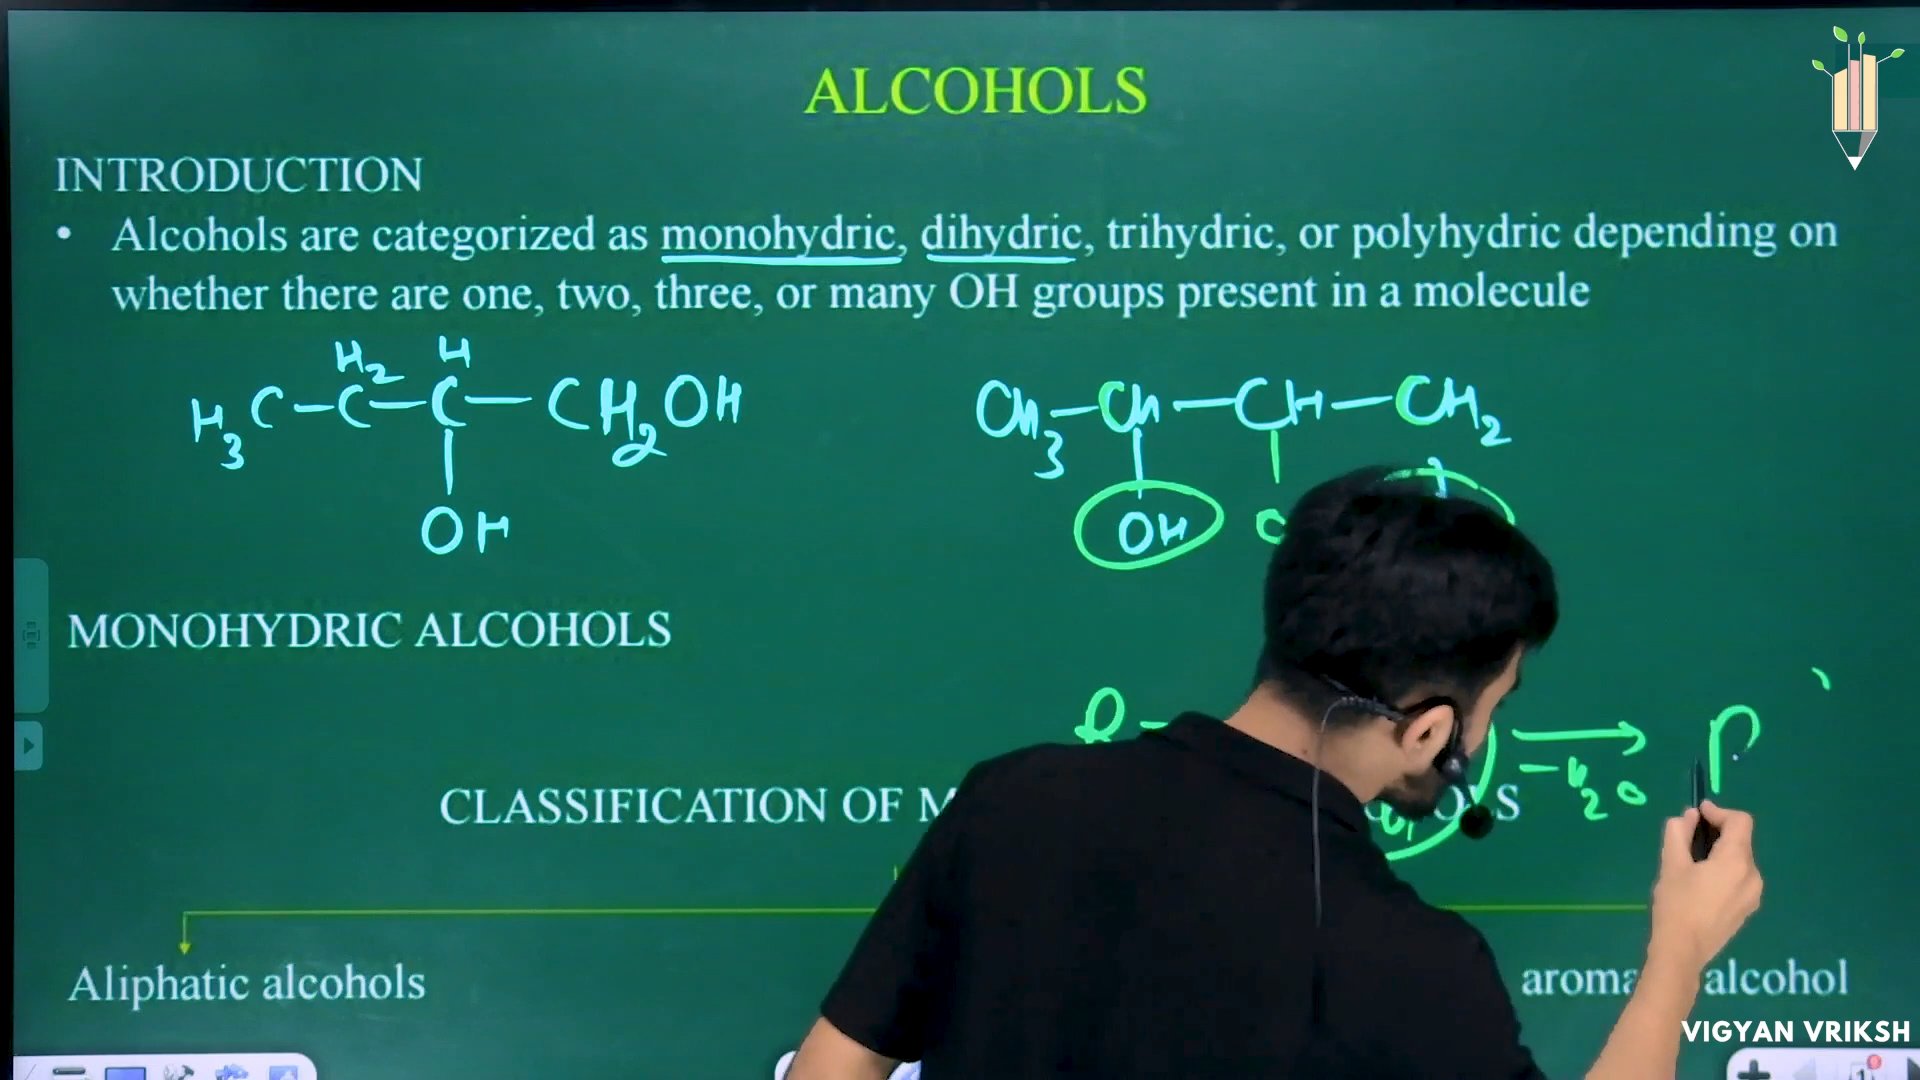 ALCOHOLS
INTRODUCTION
• Alcohols are categorized as monohydric, dihydric, trihydric, or polyhydric depending on
whether there are one, two, three, or many OH groups present in a molecule
H₂ H
H₃C-C-C-CH₂OH
OH
CH₃-CH-CH-CH₂
OH
MONOHYDRIC ALCOHOLS
R-
→
-H₂O
CLASSIFICATION OF
Aliphatic alcohols
alcohol
VIGYAN VRIKSH